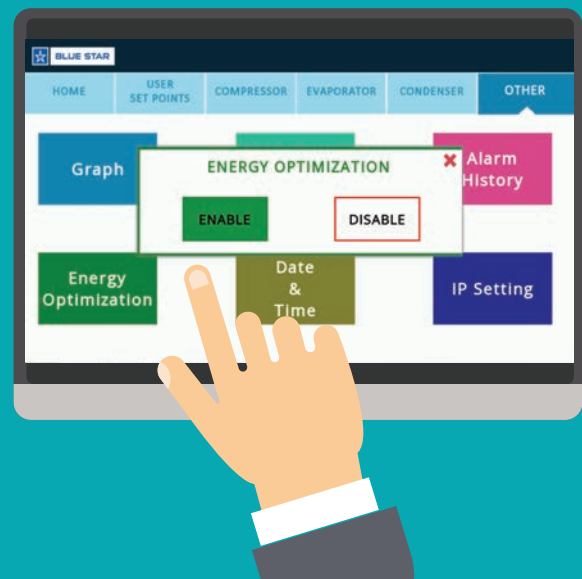 BLUE STAR
HOME
USER
SET POINTS
COMPRESSOR
EVAPORATOR
CONDENSER
OTHER
Graph
Alarm
History
ENERGY OPTIMIZATION
ENABLE
DISABLE
Energy
Optimization
Date
&
Time
IP Setting